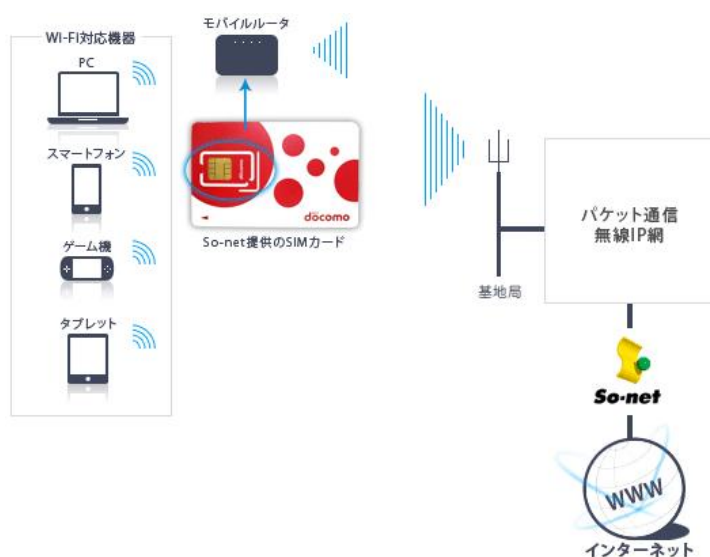 WI-FI対応機器
PC
スマートフォン
ゲーム機
タブレット
モバイルルータ
döcomo
So-net提供のSIMカード
基地局
パケット通信
無線IP網
So-net
WWW
インターネット